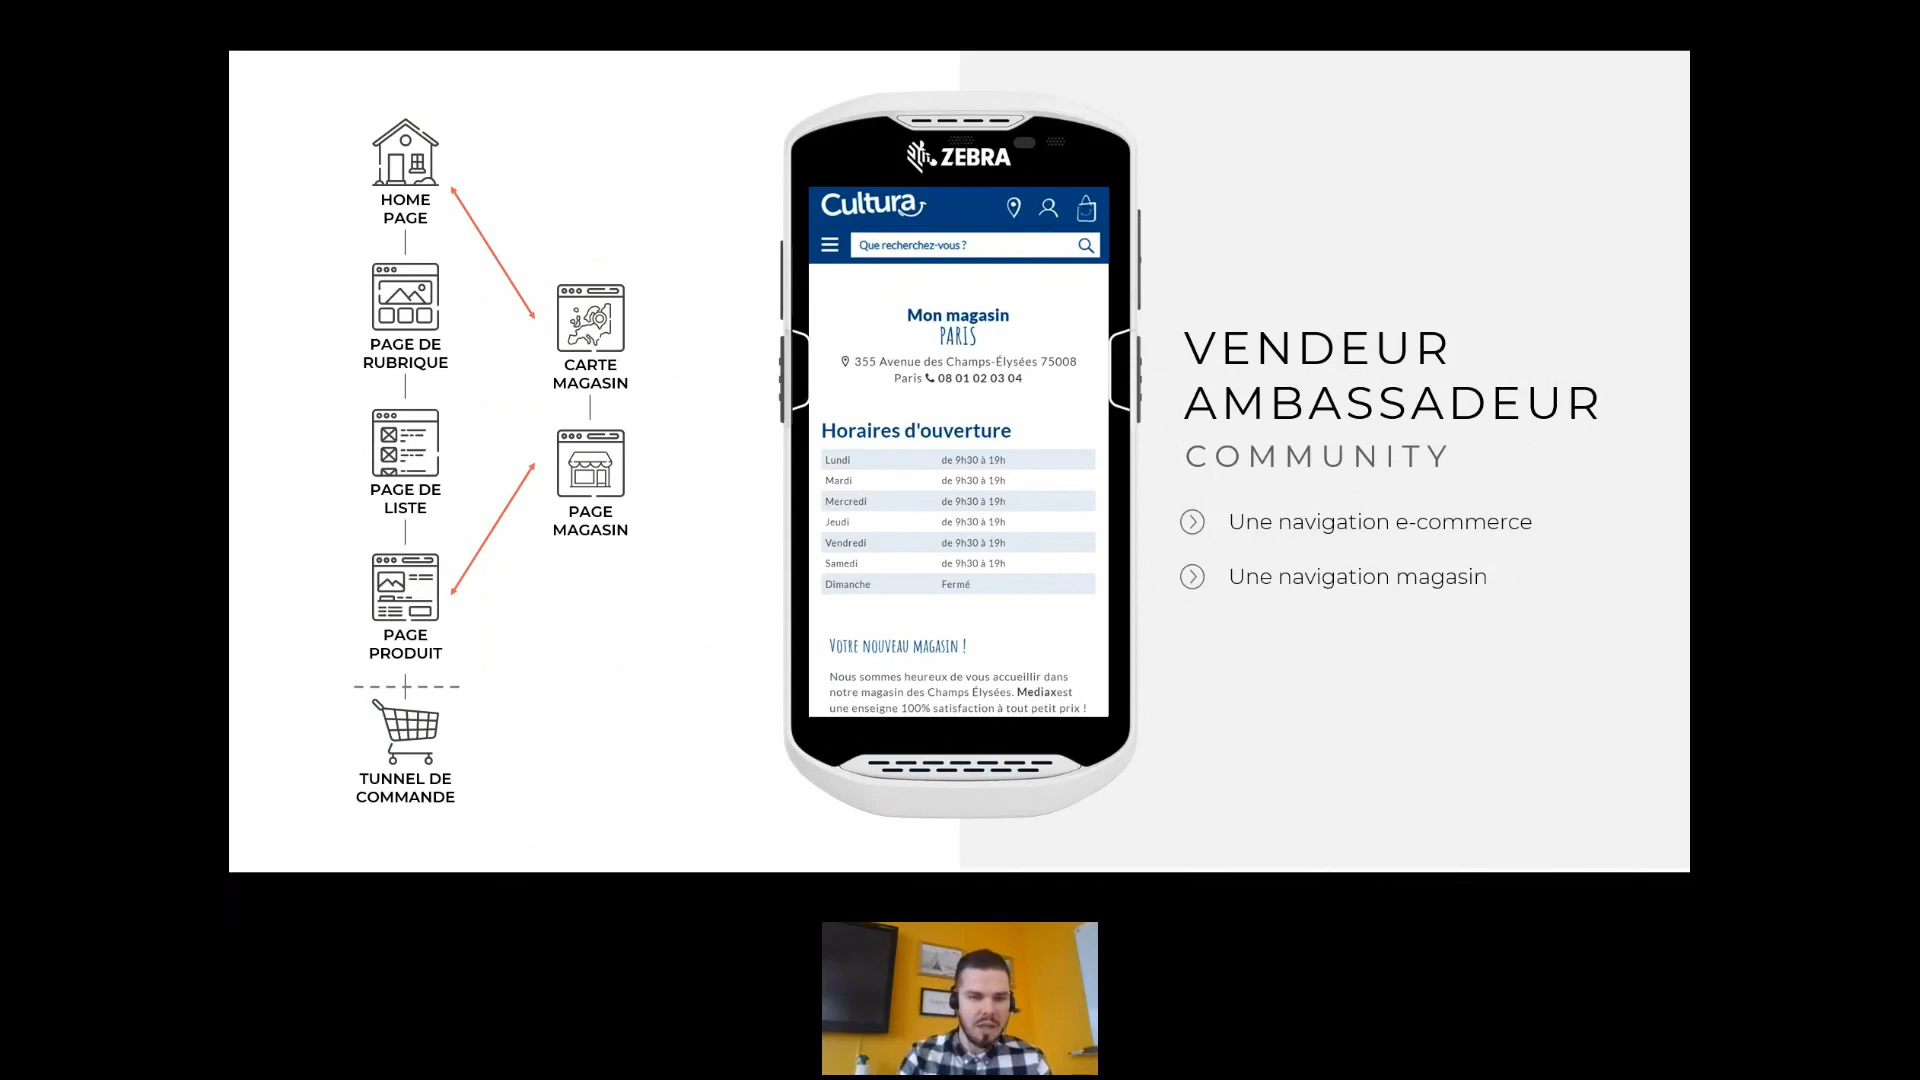 HOME
PAGE
PAGE DE
RUBRIQUE
PAGE DE
LISTE
PAGE
PRODUIT
TUNNEL DE
COMMANDE
CARTE
MAGASIN
PAGE
MAGASIN
ZEBRA
Cultura
Que recherchez-vous ?
Mon magasin
PARIS
355 Avenue des Champs-Élysées 75008
Paris 08 01 02 03 04
Horaires d'ouverture
Lundi de 9h30 à 19h
Mardi de 9h30 à 19h
Mercredi de 9h30 à 19h
Jeudi de 9h30 à 19h
Vendredi de 9h30 à 19h
Samedi de 9h30 à 19h
Dimanche Fermé
VOTRE NOUVEAU MAGASIN !
Nous sommes heureux de vous accueillir dans
notre magasin des Champs Élysées. Mediaxest
une enseigne 100% satisfaction à tout petit prix !
VENDEUR
AMBASSADEUR
COMMUNITY
Une navigation e-commerce
Une navigation magasin